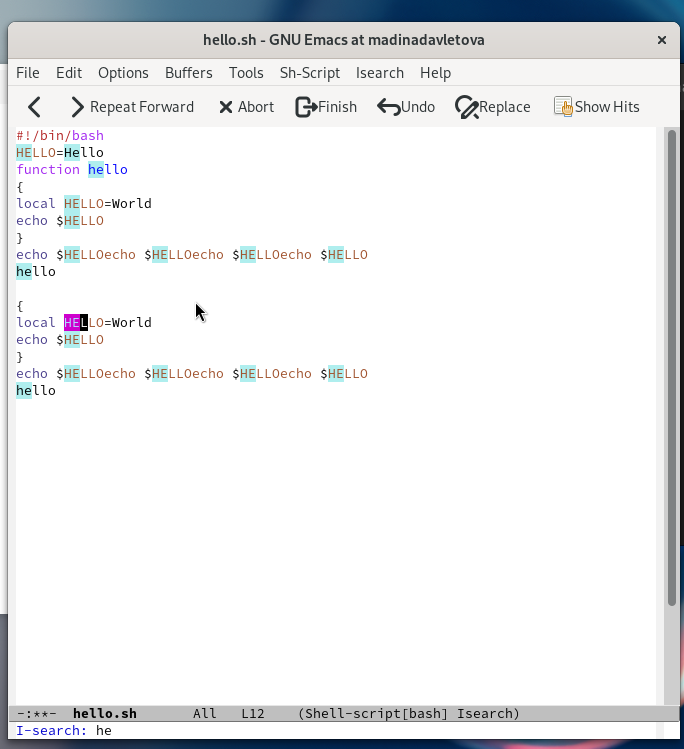 hello.sh - GNU Emacs at madinadavletova ×
File Edit Options Buffers Tools Sh-Script Isearch Help
Repeat Forward Abort Finish Undo Replace Show Hits
#!/bin/bash
HELLO=Hello
function hello
{
local HELLO=World
echo $HELLO
}
echo $HELLOecho $HELLOecho $HELLOecho $HELLO
hello
{
local HELLO=World
echo $HELLO
}
echo $HELLOecho $HELLOecho $HELLOecho $HELLO
hello
-:**- hello.sh All L12 (Shell-script[bash] Isearch)
I-search: he